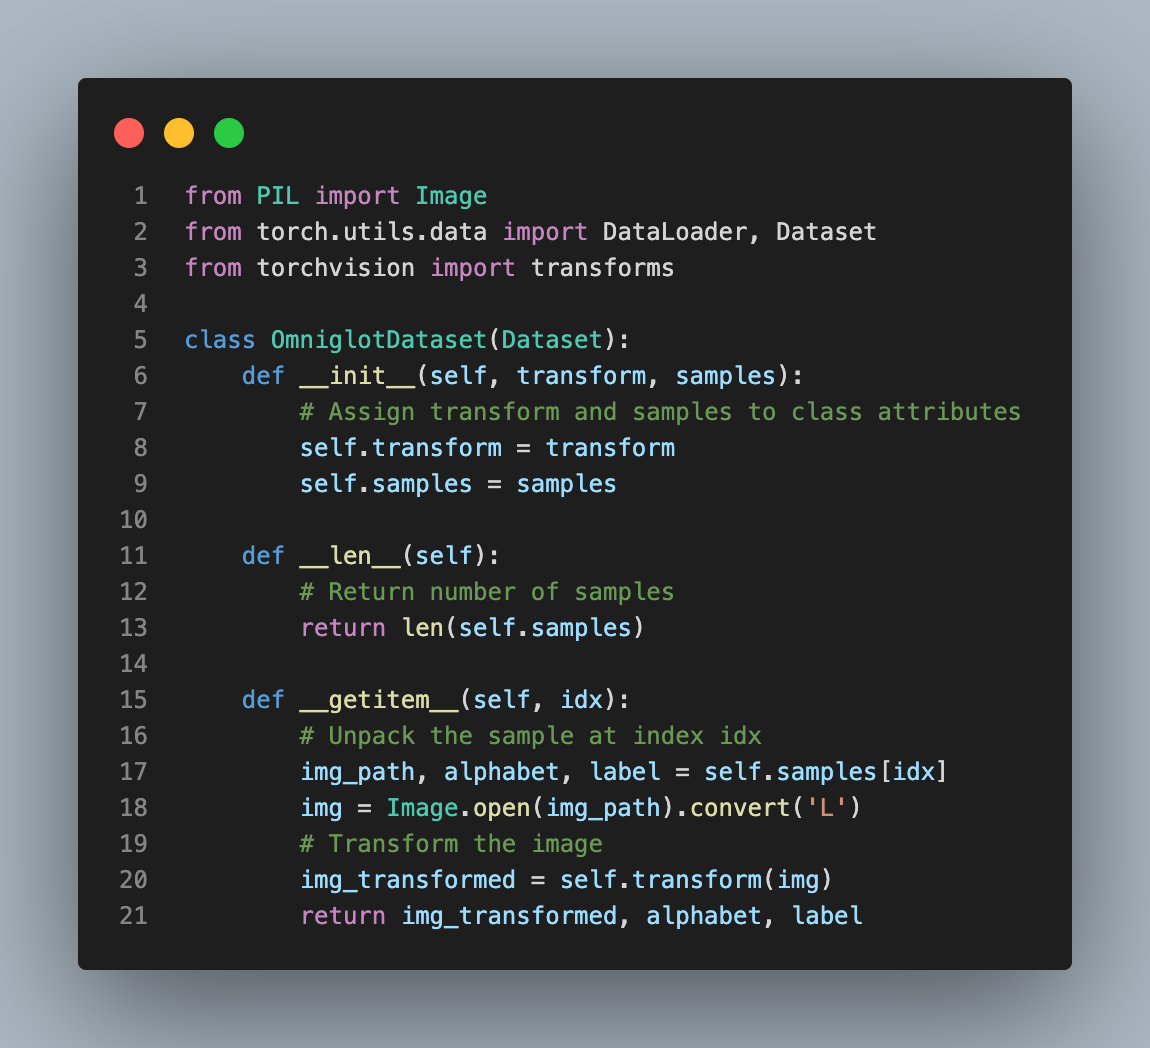 1 from PIL import Image
2 from torch.utils.data import DataLoader, Dataset
3 from torchvision import transforms
4
5 class OmniglotDataset(Dataset):
6     def __init__(self, transform, samples):
7         # Assign transform and samples to class attributes
8         self.transform = transform
9         self.samples = samples
10
11     def __len__(self):
12         # Return number of samples
13         return len(self.samples)
14
15     def __getitem__(self, idx):
16         # Unpack the sample at index idx
17         img_path, alphabet, label = self.samples[idx]
18         img = Image.open(img_path).convert('L')
19         # Transform the image
20         img_transformed = self.transform(img)
21         return img_transformed, alphabet, label